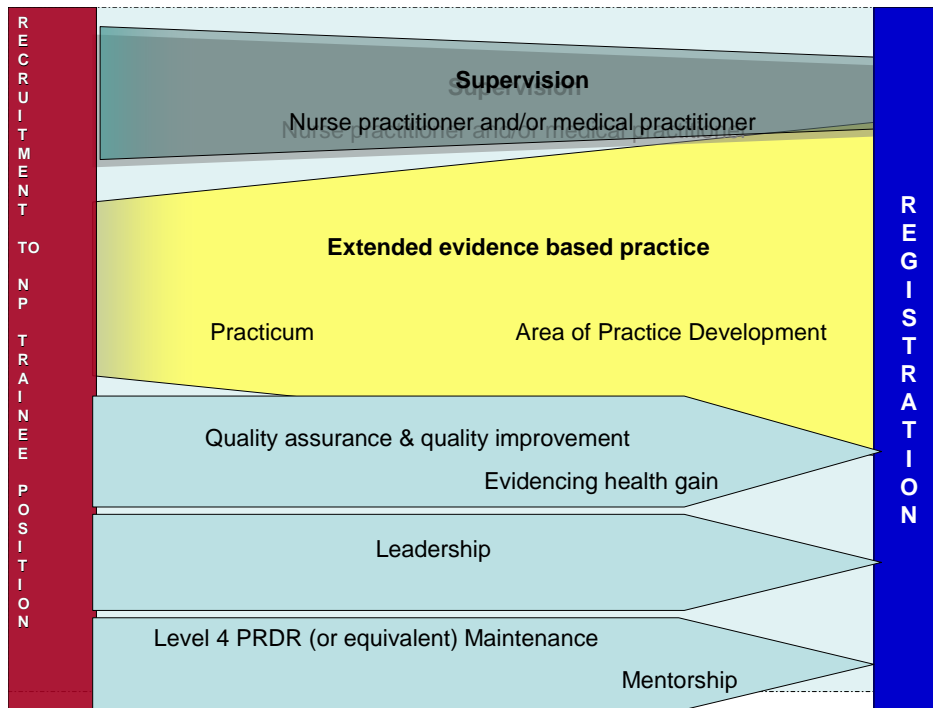 RECRUITMENT TO NP TRAINEE POSITION
Supervision
Nurse practitioner and/or medical practitioner
Extended evidence based practice
Practicum
Area of Practice Development
Quality assurance & quality improvement
Evidencing health gain
Leadership
Level 4 PRDR (or equivalent) Maintenance
Mentorship
REGISTRATION